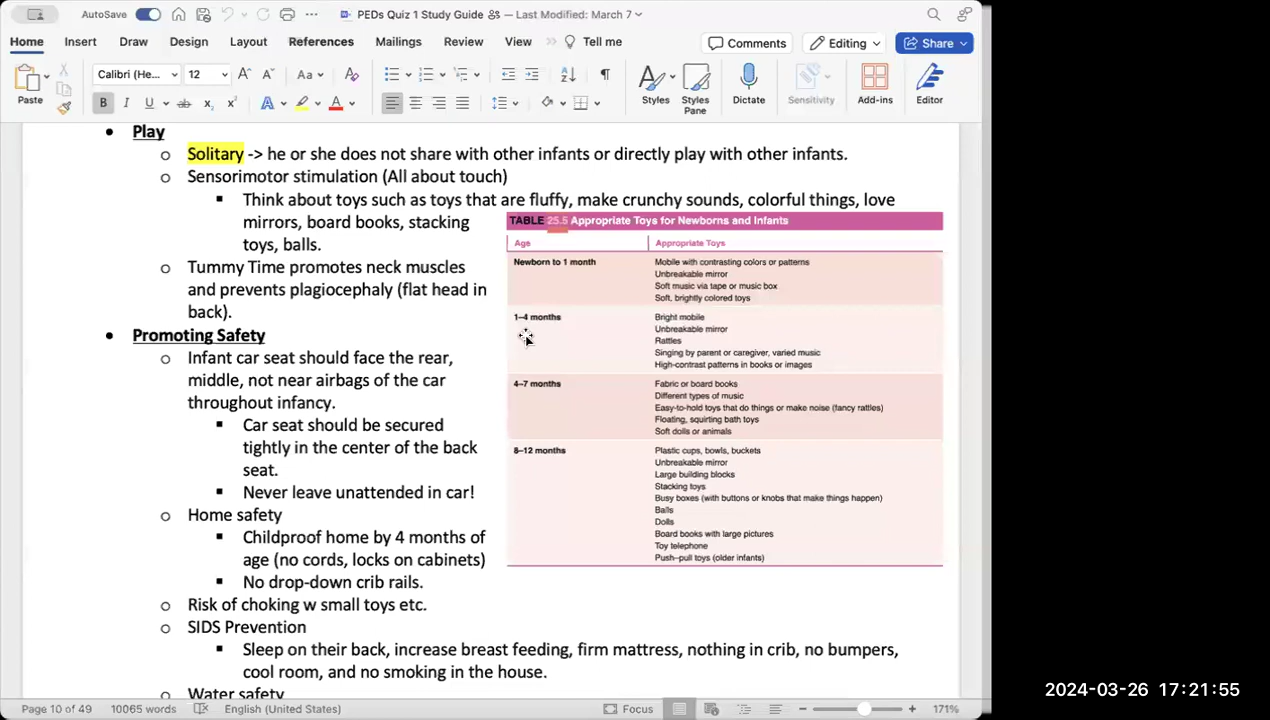 AutoSave
PEDs Quiz 1 Study Guide — Last Modified: March 7
Home Insert Draw Design Layout References Mailings Review View Tell me Comments Editing Share
Paste Calibri (He... 12 Styles Styles Pane Dictate Sensitivity Add-ins Editor
• Play
o Solitary -> he or she does not share with other infants or directly play with other infants.
o Sensorimotor stimulation (All about touch)
▪ Think about toys such as toys that are fluffy, make crunchy sounds, colorful things, love
mirrors, board books, stacking
toys, balls.
o Tummy Time promotes neck muscles
and prevents plagiocephaly (flat head in
back).
• Promoting Safety
o Infant car seat should face the rear,
middle, not near airbags of the car
throughout infancy.
▪ Car seat should be secured
tightly in the center of the back
seat.
▪ Never leave unattended in car!
o Home safety
▪ Childproof home by 4 months of
age (no cords, locks on cabinets)
▪ No drop-down crib rails.
o Risk of choking w small toys etc.
o SIDS Prevention
▪ Sleep on their back, increase breast feeding, firm mattress, nothing in crib, no bumpers,
cool room, and no smoking in the house.
o Water safety
TABLE 25.5 Appropriate Toys for Newborns and Infants
Age Appropriate Toys
Newborn to 1 month Mobile with contrasting colors or patterns
Unbreakable mirror
Soft music via tape or music box
Soft, brightly colored toys
1–4 months Bright mobile
Unbreakable mirror
Rattles
Singing by parent or caregiver, varied music
High-contrast patterns in books or images
4–7 months Fabric or board books
Different types of music
Easy-to-hold toys that do things or make noise (fancy rattles)
Floating, squirting bath toys
Soft dolls or animals
8–12 months Plastic cups, bowls, buckets
Unbreakable mirror
Large building blocks
Stacking toys
Busy boxes (with buttons or knobs that make things happen)
Balls
Dolls
Board books with large pictures
Toy telephone
Push–pull toys (older infants)
Page 10 of 49 10065 words English (United States) Focus 171%
2024-03-26 17:21:55